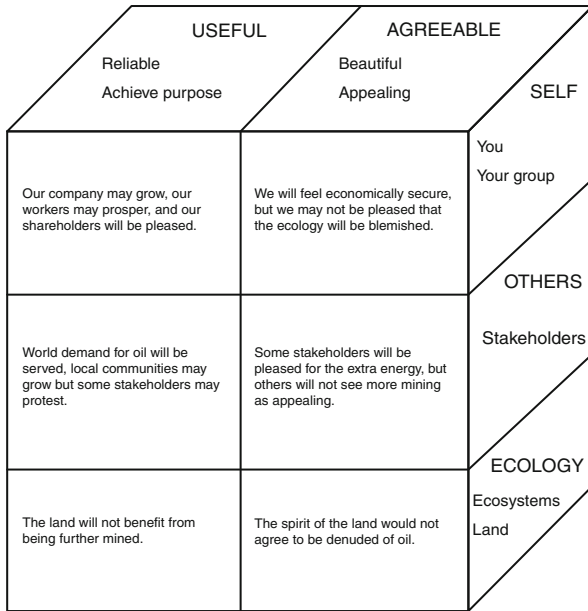 USEFUL
Reliable
Achieve purpose
AGREEABLE
Beautiful
Appealing
SELF
You
Your group
Our company may grow, our
workers may prosper, and our
shareholders will be pleased.
We will feel economically secure,
but we may not be pleased that
the ecology will be blemished.
OTHERS
Stakeholders
World demand for oil will be
served, local communities may
grow but some stakeholders may
protest.
Some stakeholders will be
pleased for the extra energy, but
others will not see more mining
as appealing.
ECOLOGY
Ecosystems
Land
The land will not benefit from
being further mined.
The spirit of the land would not
agree to be denuded of oil.